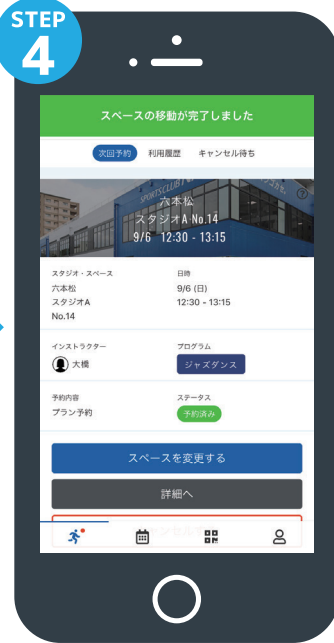 STEP
4
スペースの移動が完了しました
次回予約 利用履歴 キャンセル待ち
SPORTSCLUB
六本松
スタジオA No.14
9/6 12:30 - 13:15
スタジオ・スペース
六本松
スタジオA
No.14
日時
9/6 (日)
12:30 - 13:15
インストラクター
大橋
プログラム
ジャズダンス
予約内容
プラン予約
ステータス
予約済み
スペースを変更する
詳細へ